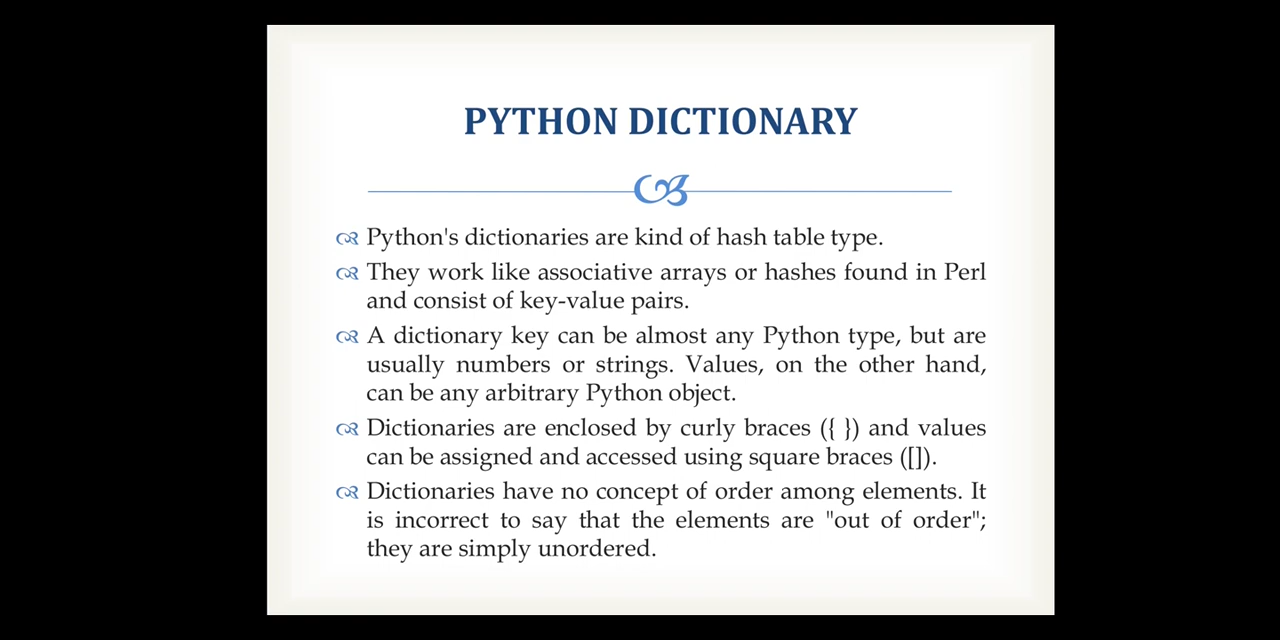 PYTHON DICTIONARY
Python's dictionaries are kind of hash table type.
They work like associative arrays or hashes found in Perl
and consist of key-value pairs.
A dictionary key can be almost any Python type, but are
usually numbers or strings. Values, on the other hand,
can be any arbitrary Python object.
Dictionaries are enclosed by curly braces ({ }) and values
can be assigned and accessed using square braces ([]).
Dictionaries have no concept of order among elements. It
is incorrect to say that the elements are "out of order";
they are simply unordered.